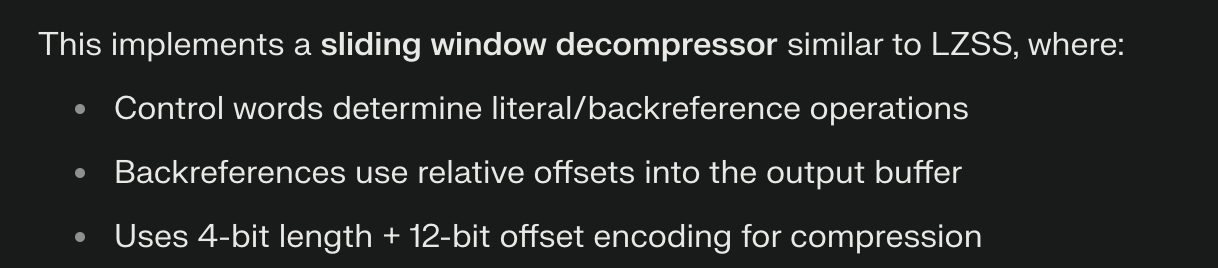 This implements a sliding window decompressor similar to LZSS, where:
• Control words determine literal/backreference operations
• Backreferences use relative offsets into the output buffer
• Uses 4-bit length + 12-bit offset encoding for compression